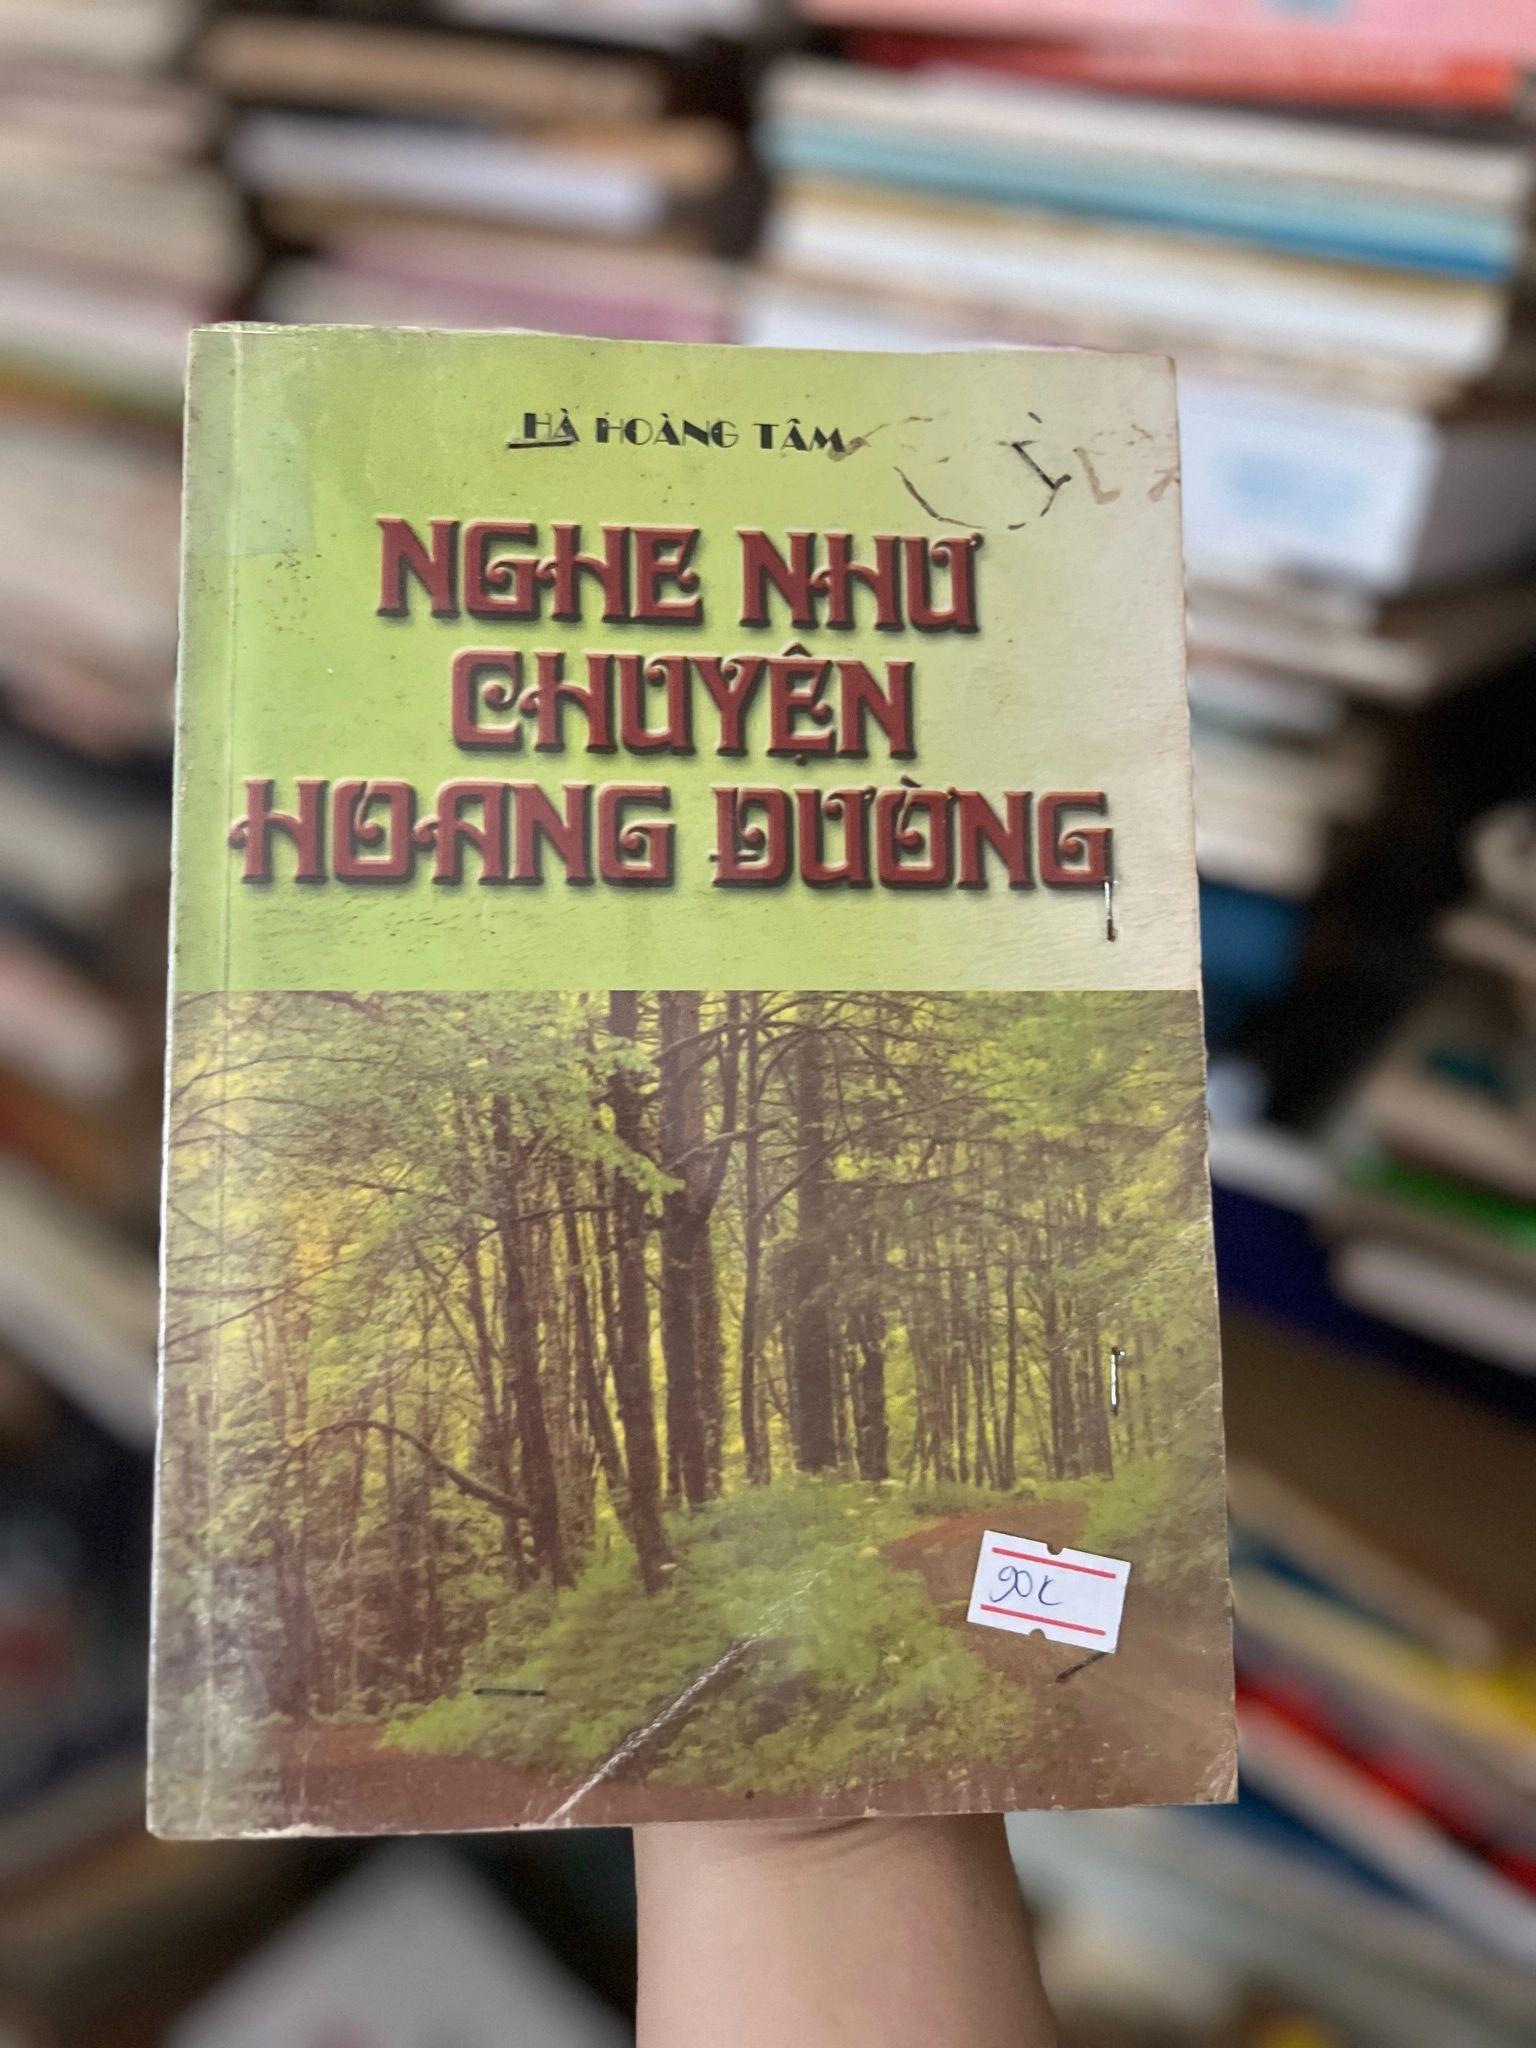 HÀ HOÀNG TÂM
NGHE NHƯ
CHUYỆN
HOANG ĐƯỜNG
90K